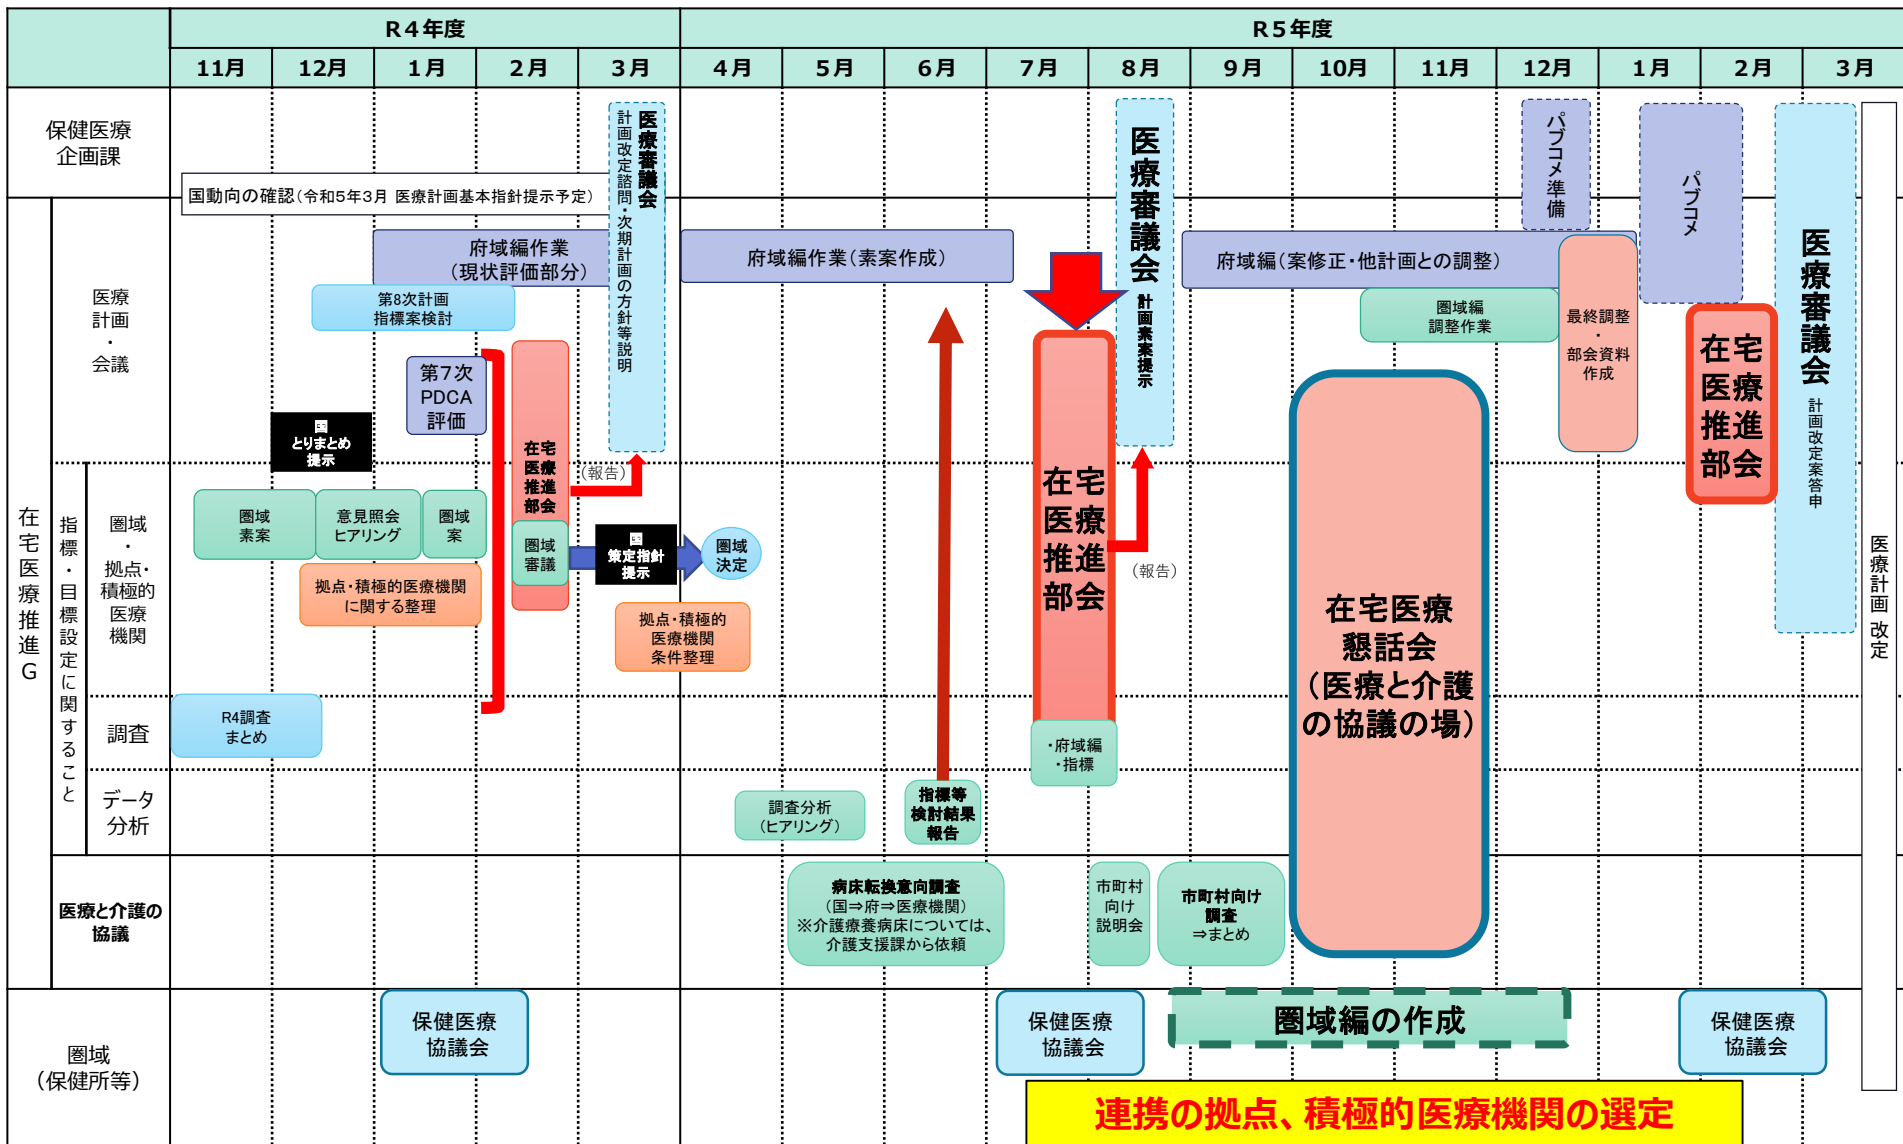 R4年度
R5年度
11月
12月
1月
2月
3月
4月
5月
6月
7月
8月
9月
10月
11月
12月
1月
2月
3月
保健医療
企画課
国動向の確認(令和5年3月 医療計画基本指針提示予定)
医療審議会
計画改定諮問・次期計画の方針等説明
医療審議会
計画素案提示
パブコメ準備
パブコメ
医療審議会
計画改定案答申
医療計画 改定
在宅医療推進G
医療
計画
・
会議
府域編作業
(現状評価部分)
府域編作業(素案作成)
府域編(案修正・他計画との調整)
第8次計画
指標案検討
圏域編
調整作業
最終調整
・
部会資料
作成
第7次
PDCA
評価
国
とりまとめ
提示
在宅
医療
推進
部会
(報告)
在宅
医療
推進
部会
(報告)
在宅
医療
推進
部会
指標・目標設定に関すること
圏域
・
拠点・
積極的
医療
機関
圏域
素案
意見照会
ヒアリング
圏域
案
圏域
審議
国
策定指針
提示
圏域
決定
拠点・積極的医療機関
に関する整理
拠点・積極的
医療機関
条件整理
在宅医療
懇話会
(医療と介護
の協議の場)
調査
R4調査
まとめ
・府域編
・指標
データ
分析
調査分析
(ヒアリング)
指標等
検討結果
報告
医療と介護の
協議
病床転換意向調査
(国⇒府⇒医療機関)
※介護療養病床については、
介護支援課から依頼
市町村
向け
説明会
市町村向け
調査
⇒まとめ
圏域
(保健所等)
保健医療
協議会
保健医療
協議会
圏域編の作成
保健医療
協議会
連携の拠点、積極的医療機関の選定